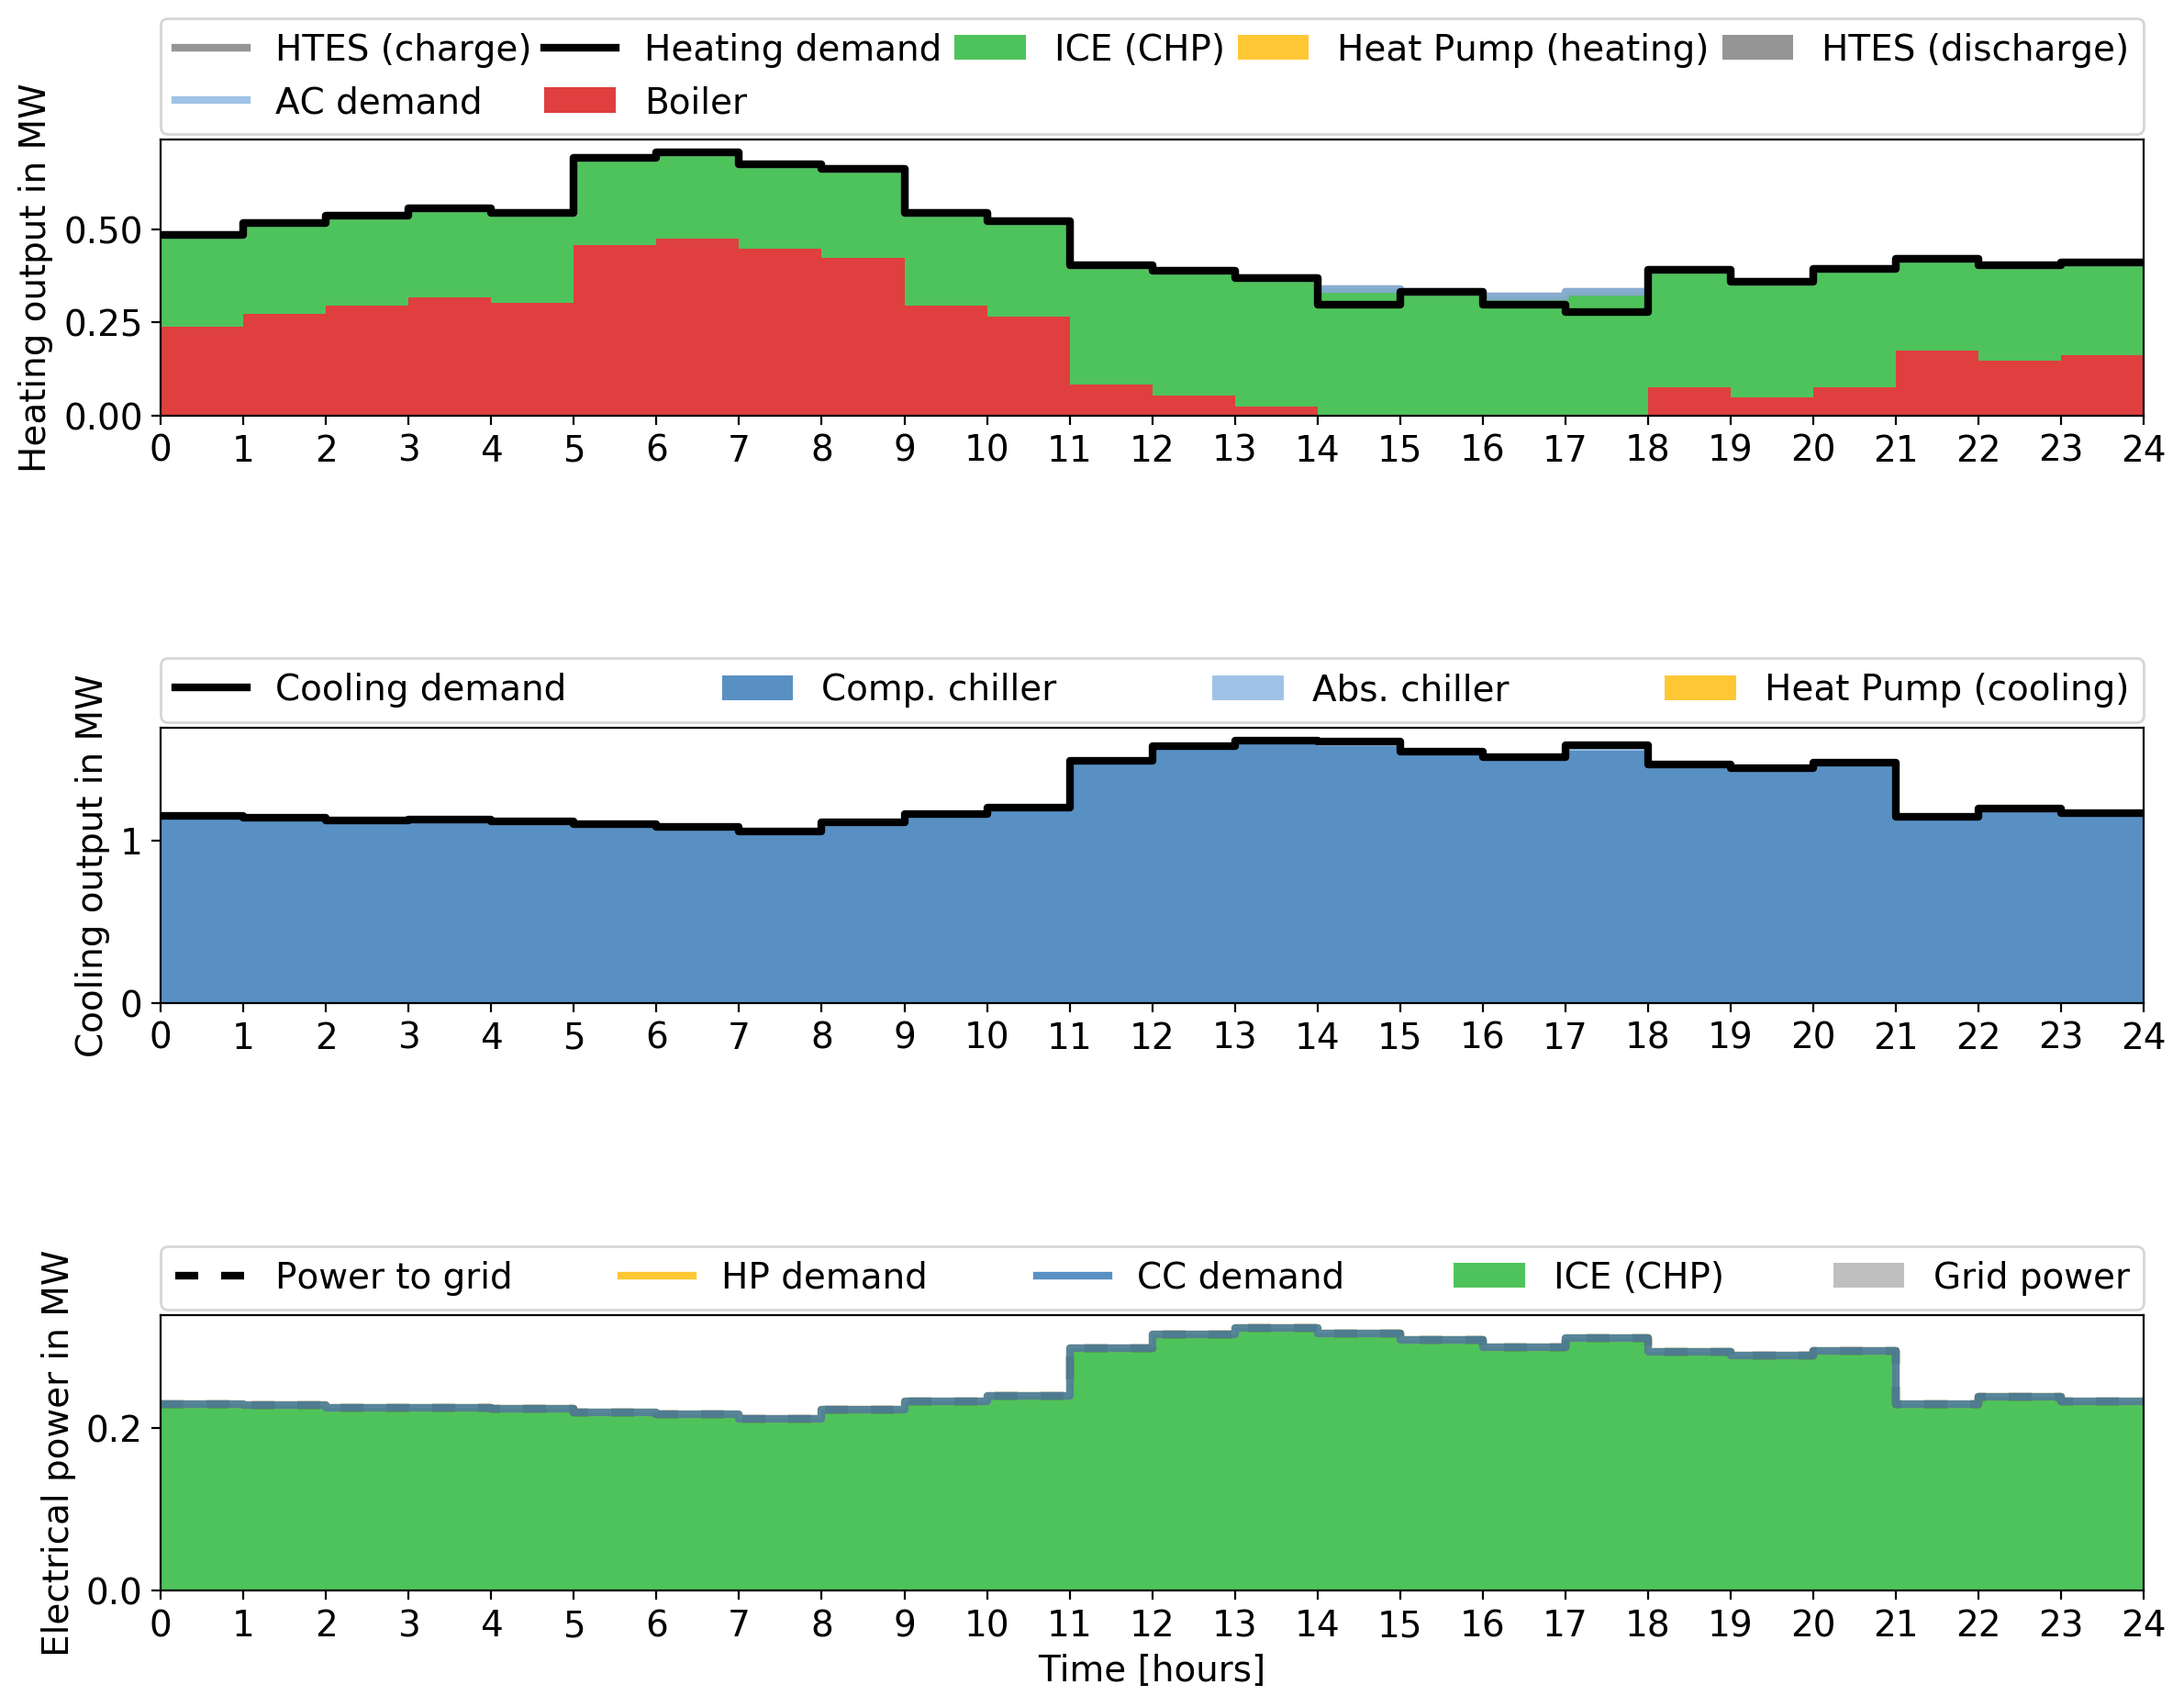 HTES (charge) Heating demand ICE (CHP) Heat Pump (heating) HTES (discharge)
AC demand Boiler
Heating output in MW
0.50
0.25
0.00
0 1 2 3 4 5 6 7 8 9 10 11 12 13 14 15 16 17 18 19 20 21 22 23 24
Cooling demand Comp. chiller Abs. chiller Heat Pump (cooling)
Cooling output in MW
1
0
0 1 2 3 4 5 6 7 8 9 10 11 12 13 14 15 16 17 18 19 20 21 22 23 24
Power to grid HP demand CC demand ICE (CHP) Grid power
Electrical power in MW
0.2
0.0
0 1 2 3 4 5 6 7 8 9 10 11 12 13 14 15 16 17 18 19 20 21 22 23 24
Time [hours]